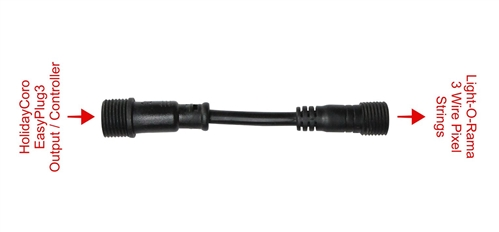 HolidayCoro
EasyPlug3
Output / Controller
Light-O-Rama
3 Wire Pixel
Strings